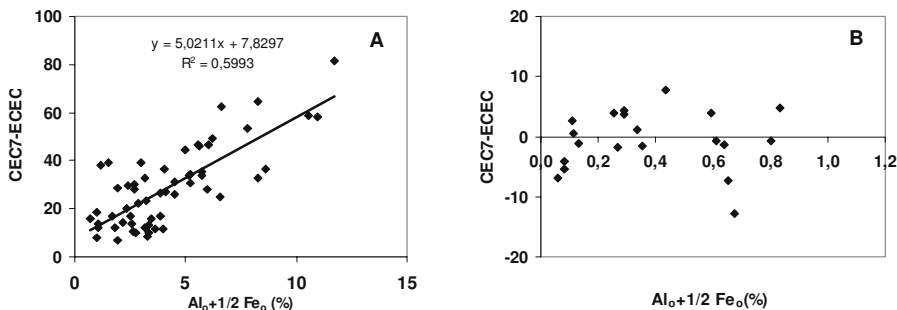 A
y = 5,0211x + 7,8297
R² = 0,5993
CEC7-ECEC
100
80
60
40
20
0
0
5
10
15
Alₒ+1/2 Feₒ (%)
B
CEC7-ECEC
20
10
0
-10
-20
0,0
0,2
0,4
0,6
0,8
1,0
1,2
Alₒ+1/2 Feₒ(%)